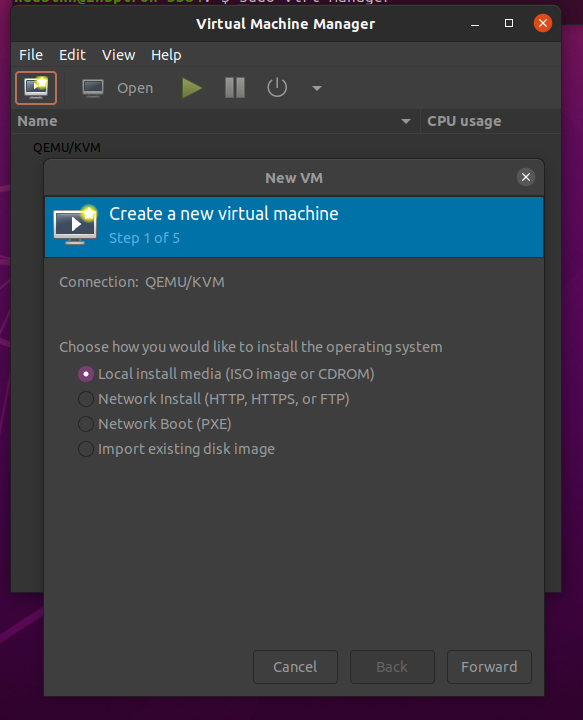 Virtual Machine Manager
File Edit View Help
Open
Name CPU usage
QEMU/KVM
New VM
Create a new virtual machine
Step 1 of 5
Connection: QEMU/KVM
Choose how you would like to install the operating system
Local install media (ISO image or CDROM)
Network Install (HTTP, HTTPS, or FTP)
Network Boot (PXE)
Import existing disk image
Cancel Back Forward